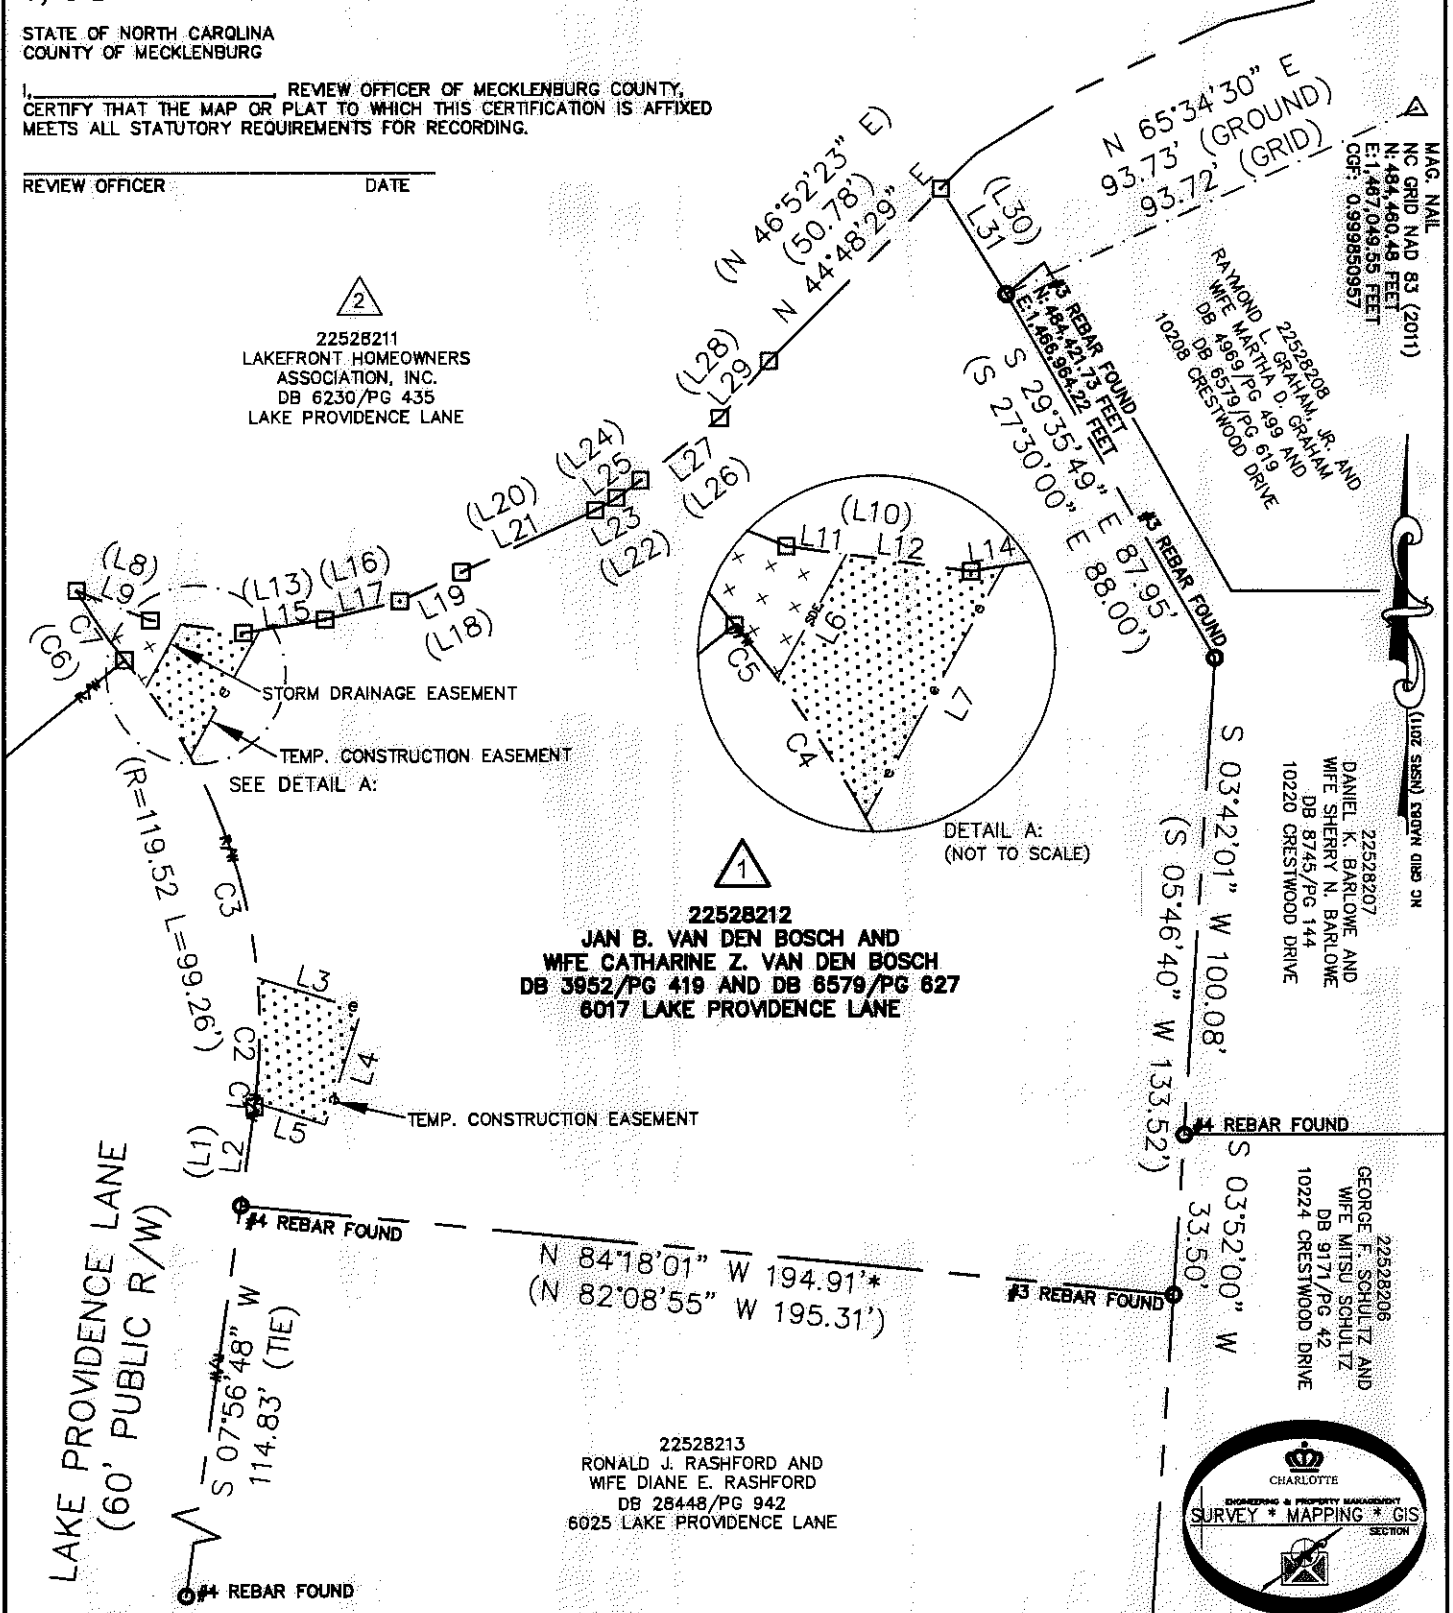 STATE OF NORTH CAROLINA
COUNTY OF MECKLENBURG
I,____________________, REVIEW OFFICER OF MECKLENBURG COUNTY,
CERTIFY THAT THE MAP OR PLAT TO WHICH THIS CERTIFICATION IS AFFIXED
MEETS ALL STATUTORY REQUIREMENTS FOR RECORDING.
REVIEW OFFICER DATE
N 65°34'30" E
93.73' (GROUND)
93.72' (GRID)
MAG. NAIL
NC GRID NAD 83 (2011)
N: 484,460.48 FEET
E: 1,467,049.55 FEET
CGF: 0.999850957
(N 46°52'23" E)
(50.78')
N 44°48'29" E
(L30)
L31
#3 REBAR FOUND
N: 484,421.73 FEET
E: 1,466,964.22 FEET
22528208
RAYMOND L. GRAHAM, JR. AND
WIFE MARTHA D. GRAHAM
DB 4969/PG 499 AND
DB 6579/PG 619
10208 CRESTWOOD DRIVE
S 29°35'49" E 87.95'
(S 27°30'00" E 88.00')
#3 REBAR FOUND
2
22528211
LAKEFRONT HOMEOWNERS
ASSOCIATION, INC.
DB 6230/PG 435
LAKE PROVIDENCE LANE
(L28)
L29
L27
(L26)
(L24)
L25
L23
(L22)
(L20)
L21
L19
(L18)
(L16)
L17
(L13)
L15
(L8)
L9
C7
(C6)
R/W
(L10)
L11
L12
L14
SDE
L6
L7
C5
C4
DETAIL A:
(NOT TO SCALE)
STORM DRAINAGE EASEMENT
TEMP. CONSTRUCTION EASEMENT
SEE DETAIL A:
(R=119.52 L=99.26')
R/W
C3
NC GRID NAD83 (NSRS 2011)
22528207
DANIEL K. BARLOWE AND
WIFE SHERRY N. BARLOWE
DB 8745/PG 144
10220 CRESTWOOD DRIVE
S 03°42'01" W 100.08'
(S 05°46'40" W 133.52')
1
22528212
JAN B. VAN DEN BOSCH AND
WIFE CATHARINE Z. VAN DEN BOSCH
DB 3952/PG 419 AND DB 6579/PG 627
6017 LAKE PROVIDENCE LANE
L3
C2
L4
C1
L5
(L1)
L2
TEMP. CONSTRUCTION EASEMENT
#4 REBAR FOUND
S 03°52'00" W
33.50'
22528206
GEORGE F. SCHULTZ AND
WIFE MITSU SCHULTZ
DB 9171/PG 42
10224 CRESTWOOD DRIVE
#4 REBAR FOUND
N 84°18'01" W 194.91'*
(N 82°08'55" W 195.31')
#3 REBAR FOUND
LAKE PROVIDENCE LANE
(60' PUBLIC R/W)
R/W
S 07°56'48" W
114.83' (TIE)
#4 REBAR FOUND
22528213
RONALD J. RASHFORD AND
WIFE DIANE E. RASHFORD
DB 28448/PG 942
6025 LAKE PROVIDENCE LANE
CHARLOTTE
ENGINEERING & PROPERTY MANAGEMENT
SURVEY * MAPPING * GIS
SECTION